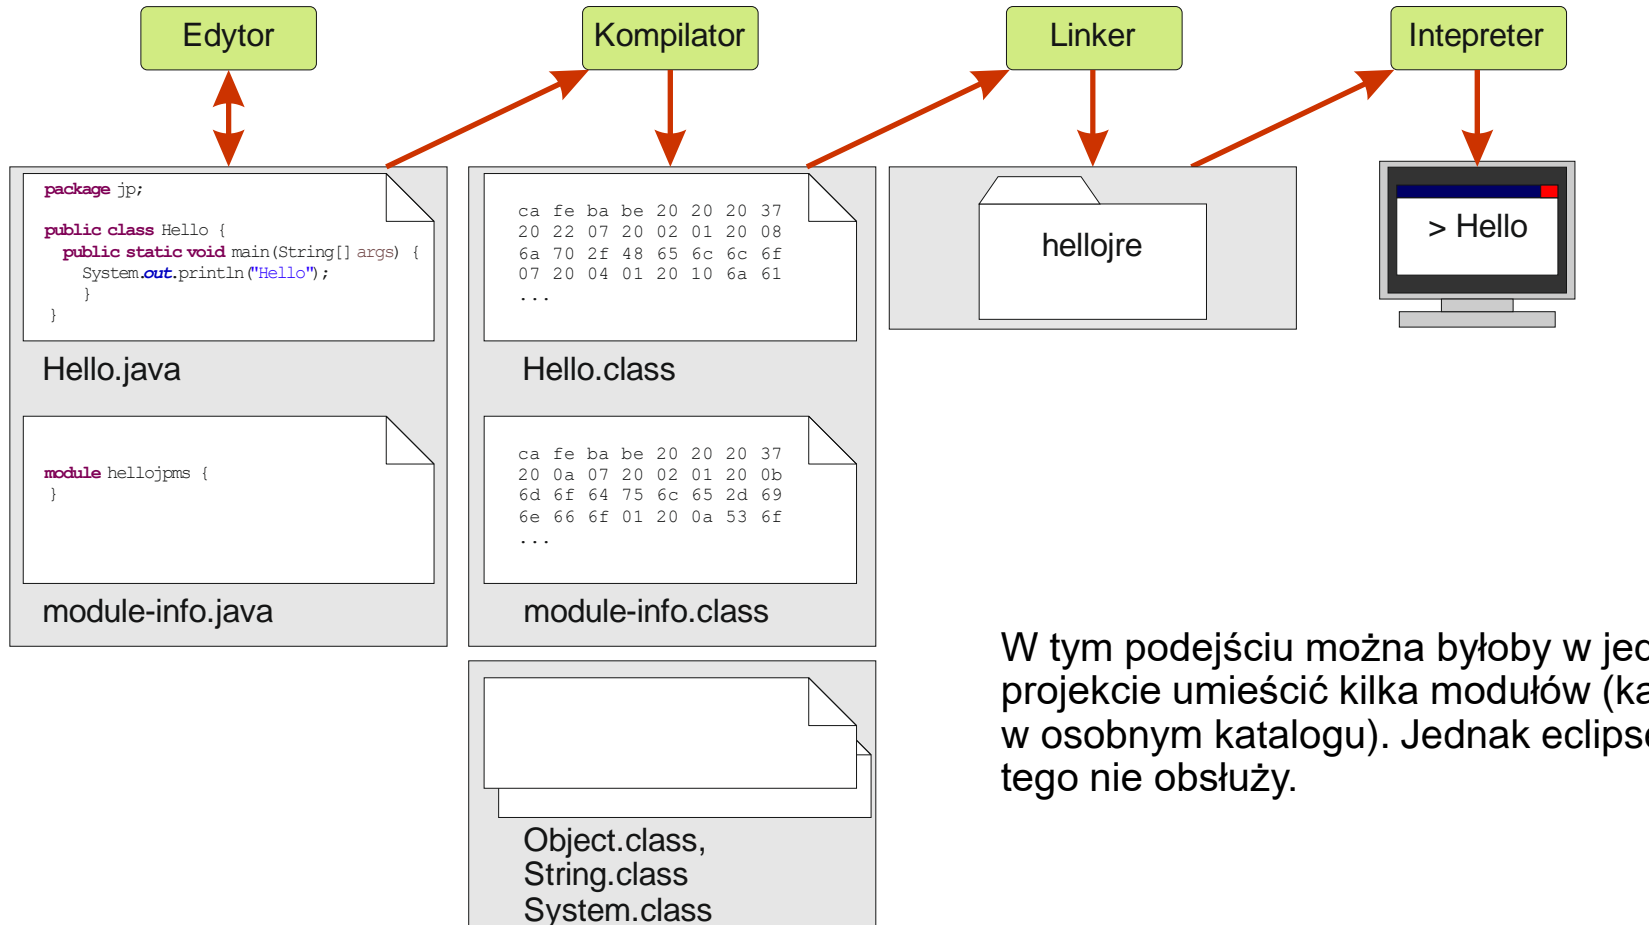 Edytor
Kompilator
Linker
Intepreter
package jp;
public class Hello {
public static void main(String[] args) {
System.out.println("Hello");
}
}
Hello.java
module hellojpms {
}
module-info.java
ca fe ba be 20 20 20 37
20 22 07 20 02 01 20 08
6a 70 2f 48 65 6c 6c 6f
07 20 04 01 20 10 6a 61
...
Hello.class
ca fe ba be 20 20 20 37
20 0a 07 20 02 01 20 0b
6d 6f 64 75 6c 65 2d 69
6e 66 6f 01 20 0a 53 6f
...
module-info.class
Object.class,
String.class
System.class
hellojre
> Hello
W tym podejściu można byłoby w
projekcie umieścić kilka modułów
w osobnym katalogu). Jednak
tego nie obsłuży.